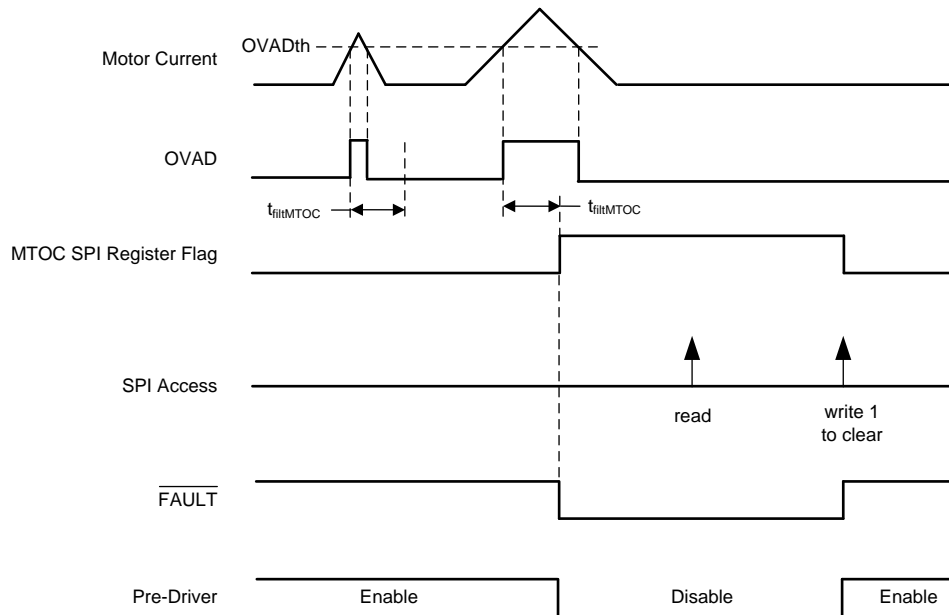 OVADth
Motor Current
OVAD
tfiltMTOC
tfiltMTOC
MTOC SPI Register Flag
SPI Access
read
write 1
to clear
FAULT
Pre-Driver
Enable
Disable
Enable